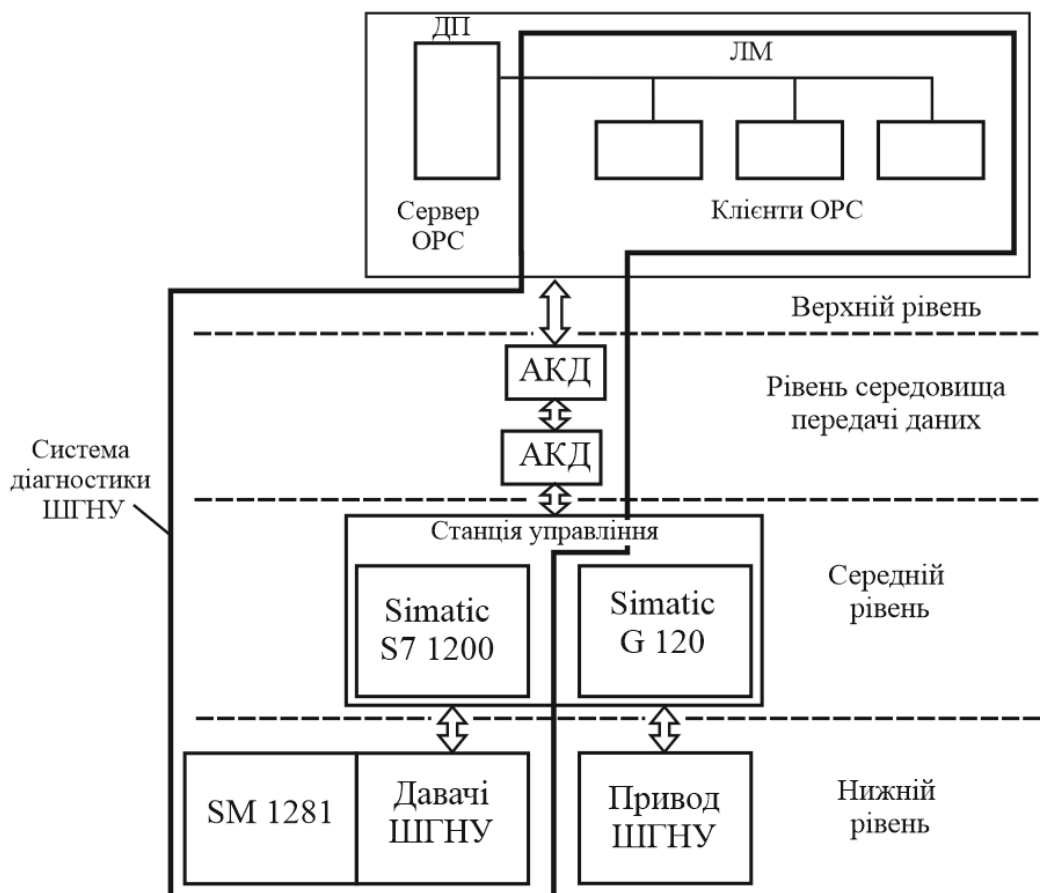 ДП
ЛМ
Сервер
ОРС
Клієнти ОРС
Верхній рівень
АКД
Рівень середовища
передачі даних
АКД
Система
діагностики
ШГНУ
Станція управління
Simatic
S7 1200
Simatic
G 120
Середній
рівень
SM 1281
Давачі
ШГНУ
Привод
ШГНУ
Нижній
рівень